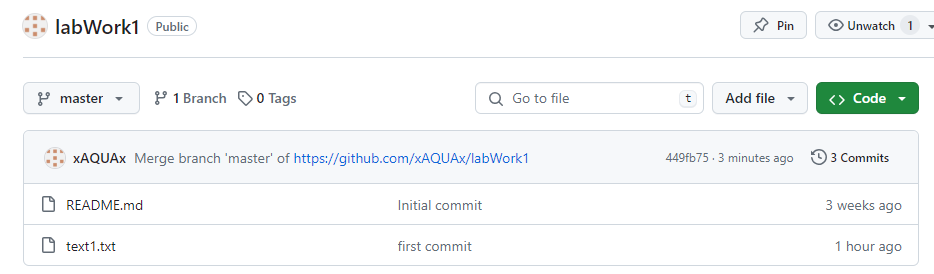 labWork1 Public Pin Unwatch 1
master 1 Branch 0 Tags Go to file t Add file <> Code
xAQUAx Merge branch 'master' of https://github.com/xAQUAx/labWork1 449fb75 · 3 minutes ago 3 Commits
README.md Initial commit 3 weeks ago
text1.txt first commit 1 hour ago